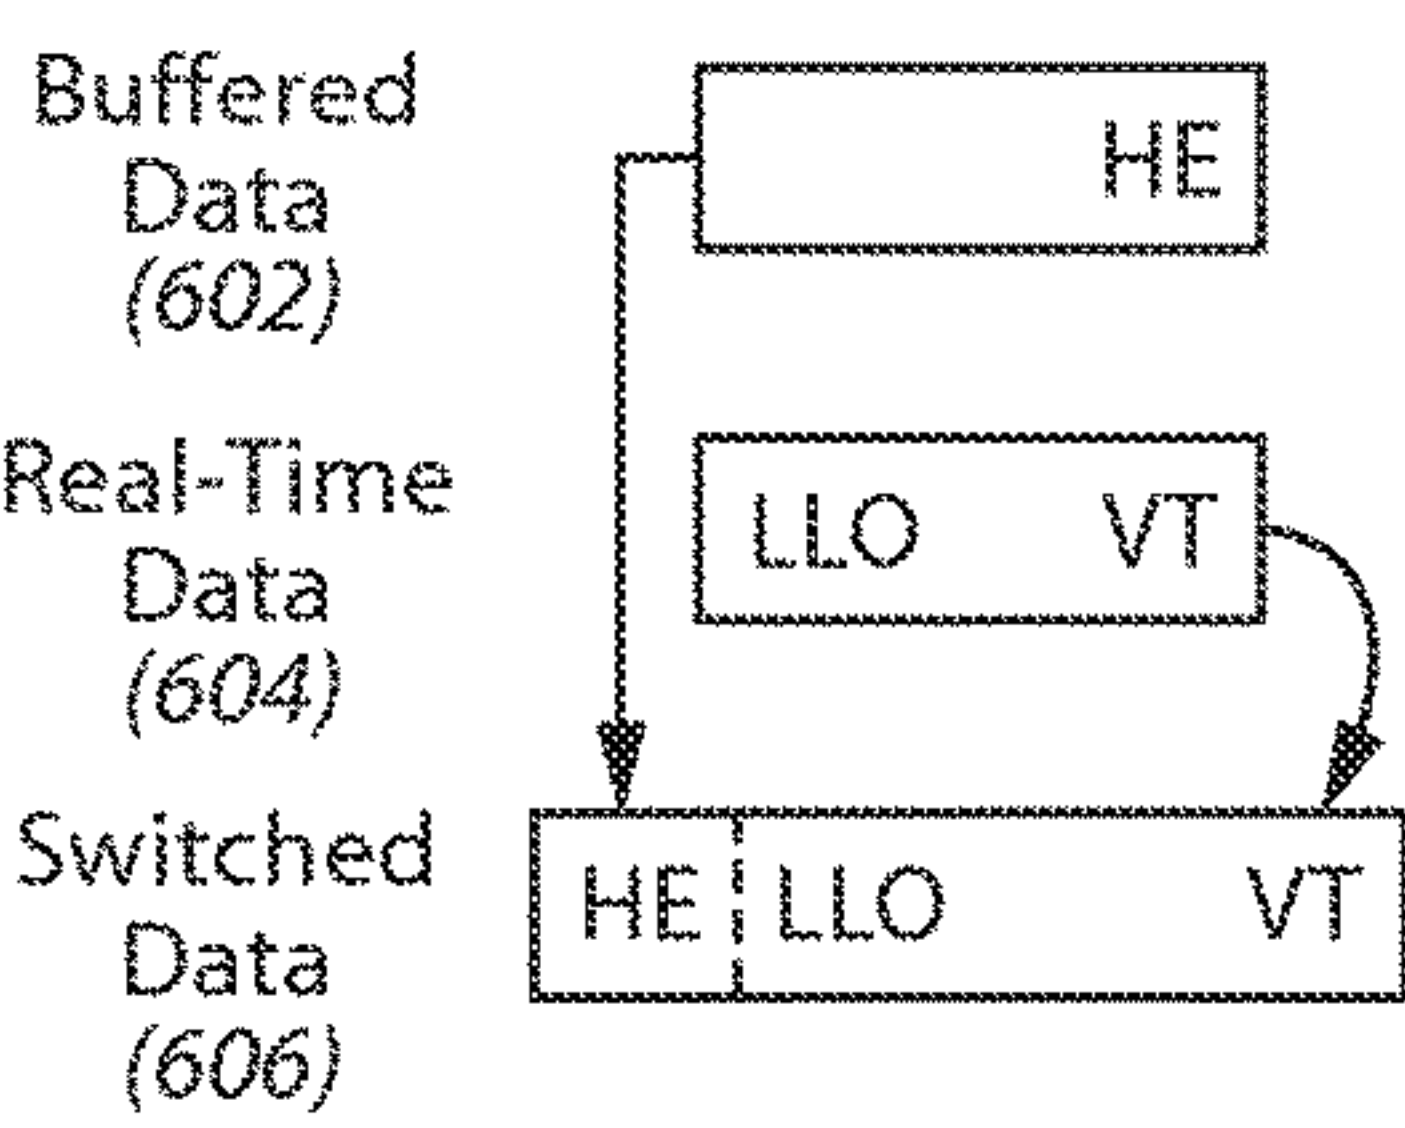 Buffered
Data
(602)
HE
Real-Time
Data
(604)
LLO VT
Switched
Data
(606)
HE LLO VT